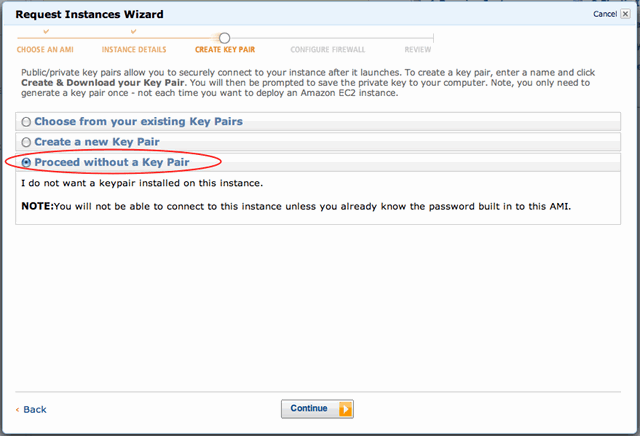 Request Instances Wizard
Cancel
CHOOSE AN AMI
INSTANCE DETAILS
CREATE KEY PAIR
CONFIGURE FIREWALL
REVIEW
Public/private key pairs allow you to securely connect to your instance after it launches. To create a key pair, enter a name and click
Create & Download your Key Pair. You will then be prompted to save the private key to your computer. Note, you only need to
generate a key pair once - not each time you want to deploy an Amazon EC2 instance.
Choose from your existing Key Pairs
Create a new Key Pair
Proceed without a Key Pair
I do not want a keypair installed on this instance.
NOTE:You will not be able to connect to this instance unless you already know the password built in to this AMI.
‹ Back
Continue